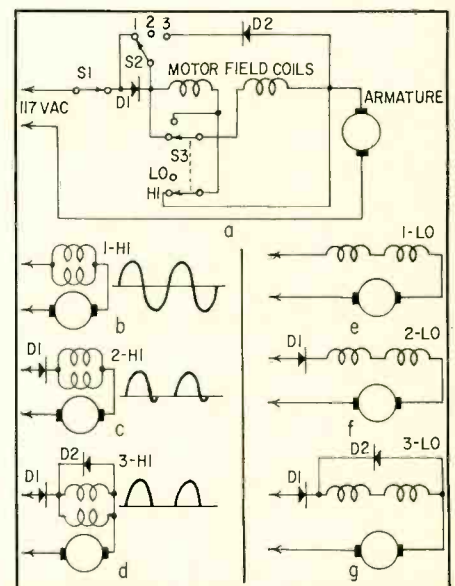 1 2 3
D2
S2
S1
D1
MOTOR FIELD COILS
ARMATURE
117 VAC
S3
LO
HI
a
1-HI
b
2-HI
D1
c
3-HI
D2
D1
d
1-LO
e
2-LO
D1
f
3-LO
D2
D1
g